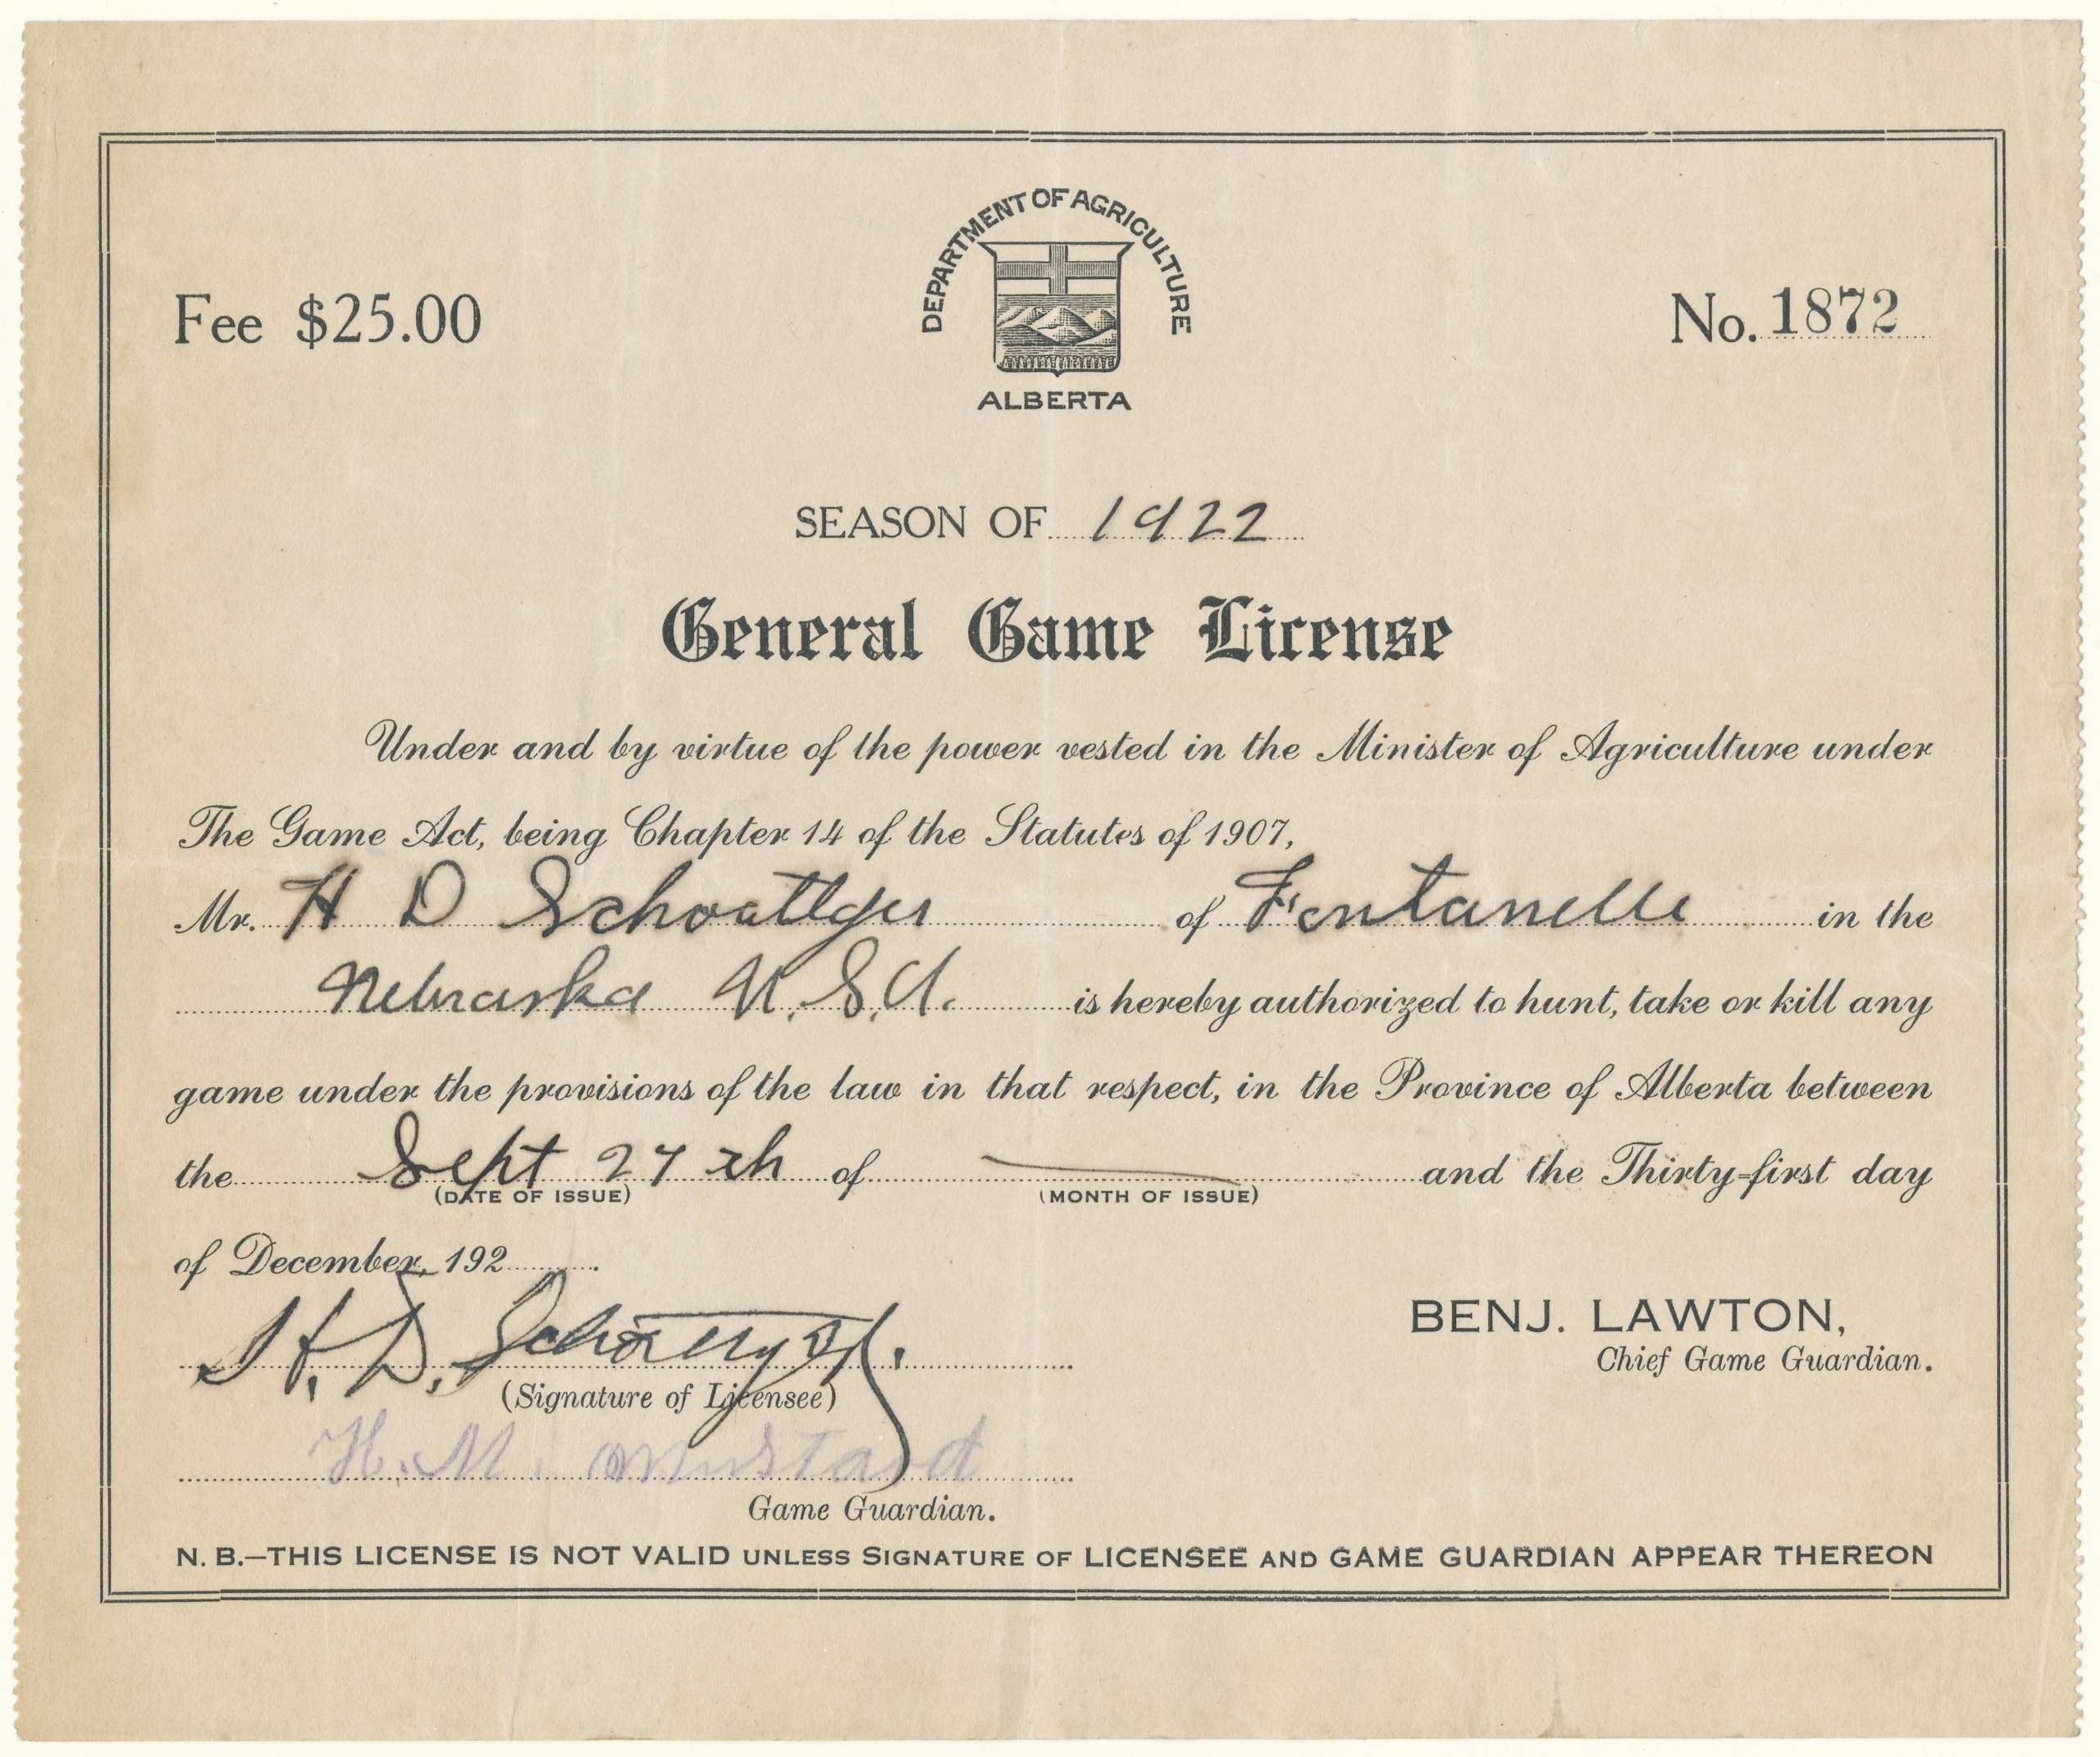 DEPARTMENT OF AGRICULTURE
ALBERTA
Fee $25.00
No. 1872
SEASON OF 1922
General Game License
Under and by virtue of the power vested in the Minister of Agriculture under
The Game Act, being Chapter 14 of the Statutes of 1907,
Mr. H D of Fontanelle in the
Nebraska U.S.A. is hereby authorized to hunt, take or kill any
game under the provisions of the law in that respect, in the Province of Alberta between
the Sept 27th of and the Thirty-first day
(DATE OF ISSUE) (MONTH OF ISSUE)
of December, 192
H. D.
(Signature of Licensee)
BENJ. LAWTON,
Chief Game Guardian.
H. M. Mustard
Game Guardian.
N. B.—THIS LICENSE IS NOT VALID UNLESS SIGNATURE OF LICENSEE AND GAME GUARDIAN APPEAR THEREON